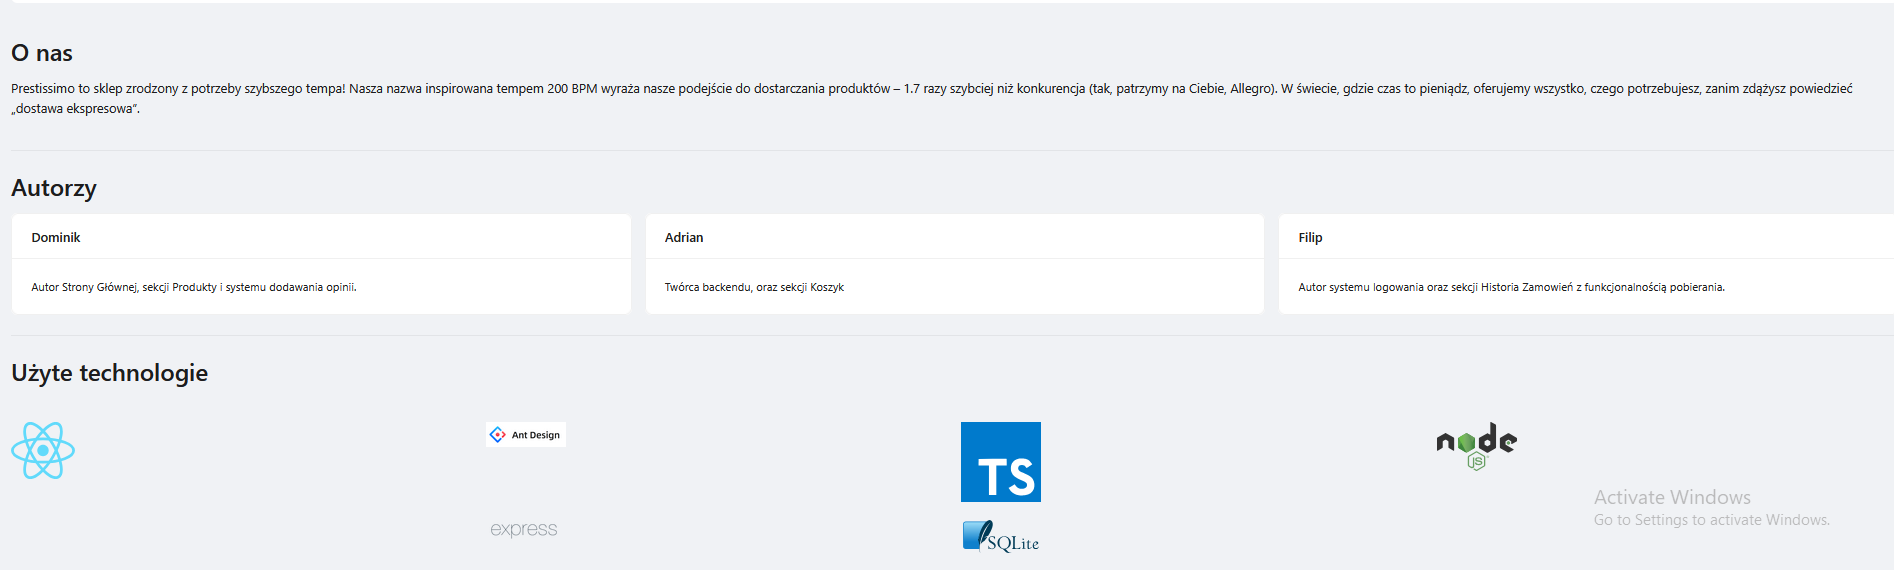 O nas
Prestissimo to sklep zrodzony z potrzeby szybszego tempa! Nasza nazwa inspirowana tempem 200 BPM wyraża nasze podejście do dostarczania produktów – 1.7 razy szybciej niż konkurencja (tak, patrzymy na Ciebie, Allegro). W świecie, gdzie czas to pieniądz, oferujemy wszystko, czego potrzebujesz, zanim zdążysz powiedzieć
„dostawa ekspresowa”.
Autorzy
Dominik
Autor Strony Głównej, sekcji Produkty i systemu dodawania opinii.
Adrian
Twórca backendu, oraz sekcji Koszyk
Filip
Autor systemu logowania oraz sekcji Historia Zamowień z funkcjonalnością pobierania.
Użyte technologie
Ant Design
TS
node
JS
express
SQLite
Activate Windows
Go to Settings to activate Windows.